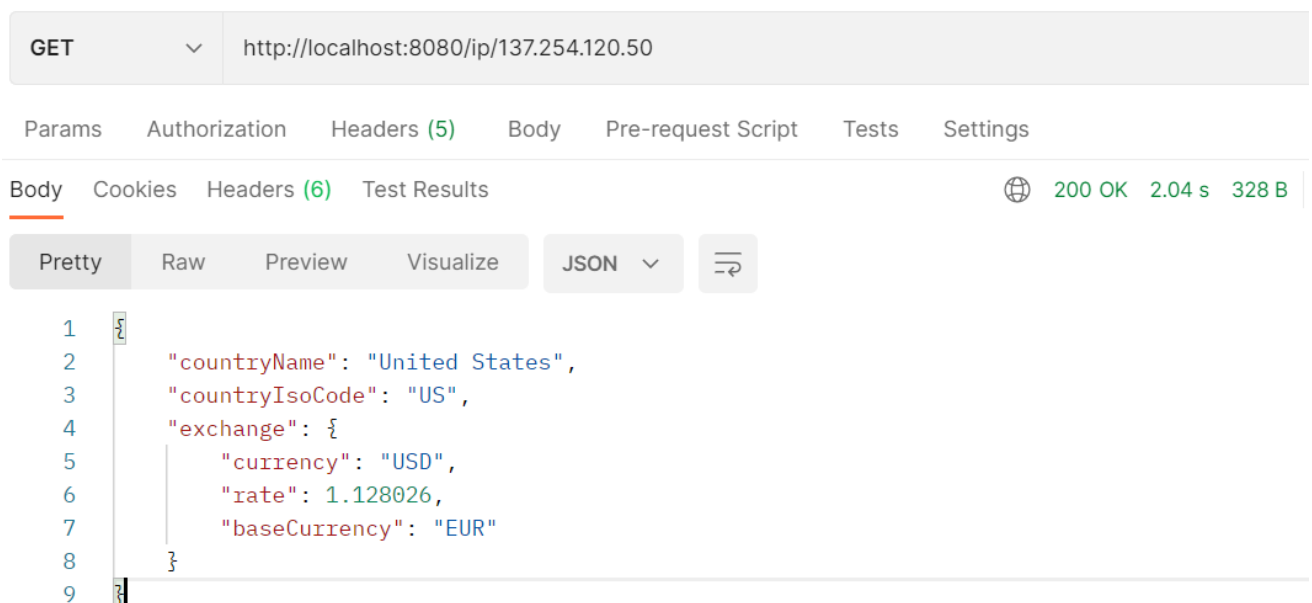 GET http://localhost:8080/ip/137.254.120.50
Params Authorization Headers (5) Body Pre-request Script Tests Settings
Body Cookies Headers (6) Test Results 200 OK 2.04 s 328 B
Pretty Raw Preview Visualize JSON
1 {
2 "countryName": "United States",
3 "countryIsoCode": "US",
4 "exchange": {
5 "currency": "USD",
6 "rate": 1.128026,
7 "baseCurrency": "EUR"
8 }
9 }